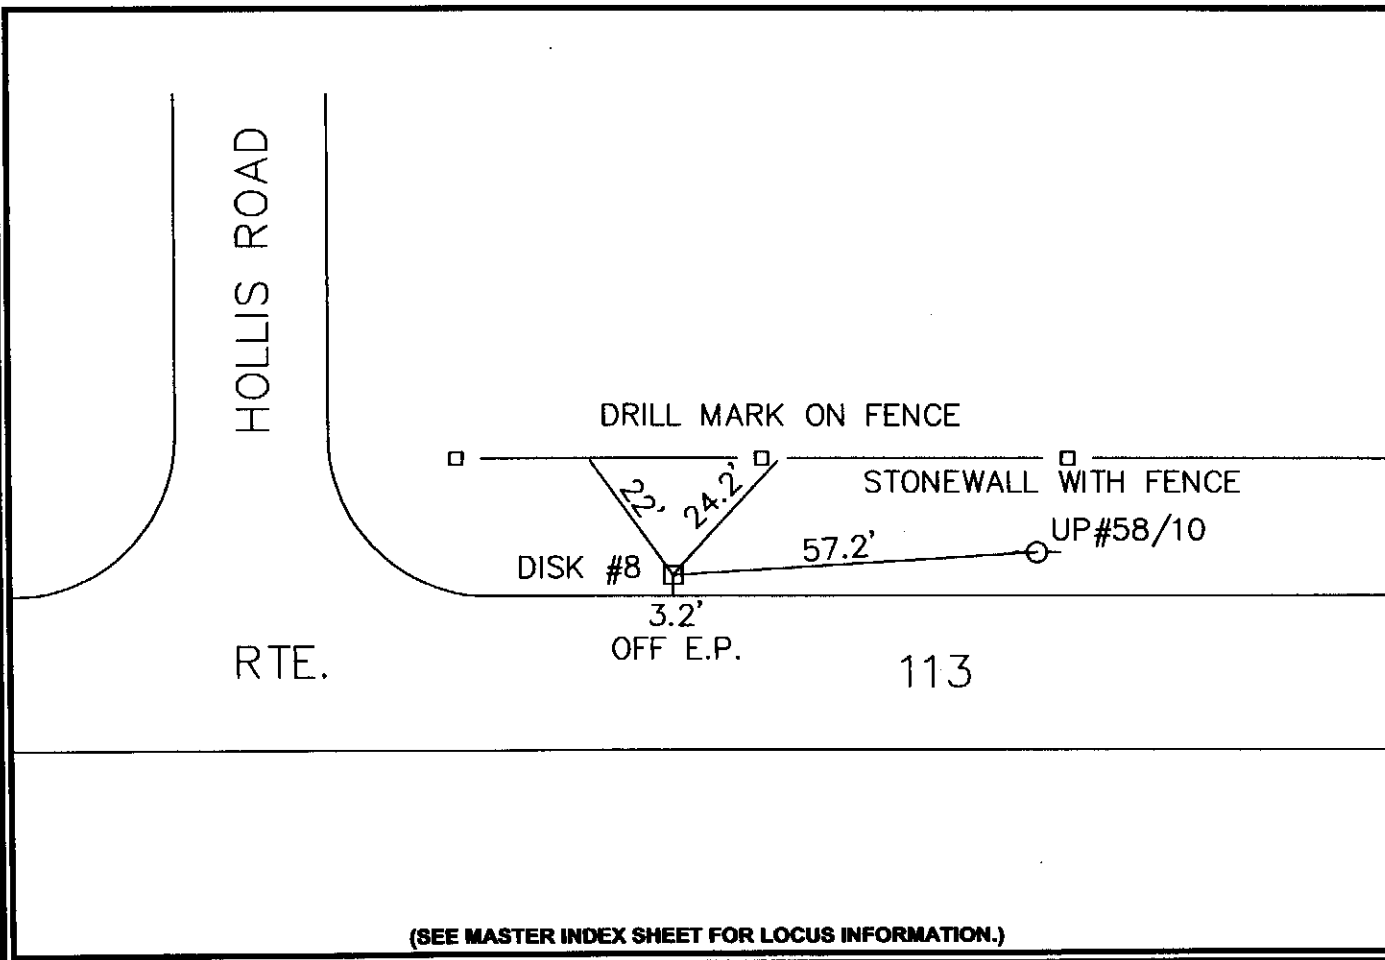 HOLLIS ROAD
DRILL MARK ON FENCE
22'
24.2'
STONEWALL WITH FENCE
UP#58/10
57.2'
DISK #8
3.2'
OFF E.P.
RTE. 113
(SEE MASTER INDEX SHEET FOR LOCUS INFORMATION.)